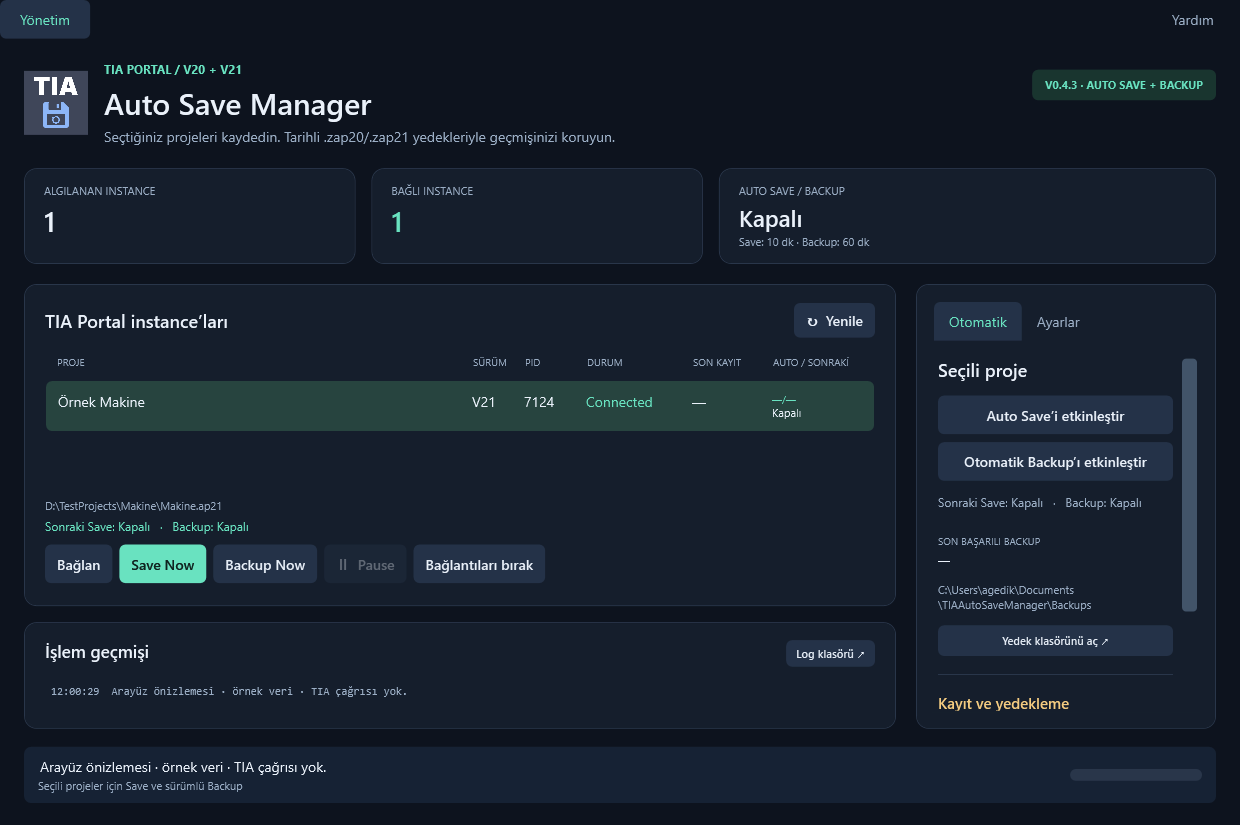 Yönetim
Yardım
TIA
TIA PORTAL / V20 + V21
Auto Save Manager
Seçtiğiniz projeleri kaydedin. Tarihli .zap20/.zap21 yedekleriyle geçmişinizi koruyun.
V0.4.3 · AUTO SAVE + BACKUP
ALGILANAN INSTANCE
1
BAĞLI INSTANCE
1
AUTO SAVE / BACKUP
Kapalı
Save: 10 dk · Backup: 60 dk
TIA Portal instance’ları
↻ Yenile
PROJE SÜRÜM PID DURUM SON KAYIT AUTO / SONRAKİ
Örnek Makine V21 7124 Connected — —/—
Kapalı
D:\TestProjects\Makine\Makine.ap21
Sonraki Save: Kapalı · Backup: Kapalı
Bağlan
Save Now
Backup Now
Pause
Bağlantıları bırak
Otomatik
Ayarlar
Seçili proje
Auto Save’i etkinleştir
Otomatik Backup’ı etkinleştir
Sonraki Save: Kapalı · Backup: Kapalı
SON BAŞARILI BACKUP
—
C:\Users\agedik\Documents
\TIAAutoSaveManager\Backups
Yedek klasörünü aç ↗
Kayıt ve yedekleme
İşlem geçmişi
Log klasörü ↗
12:00:29 Arayüz önizlemesi · örnek veri · TIA çağrısı yok.
Arayüz önizlemesi · örnek veri · TIA çağrısı yok.
Seçili projeler için Save ve sürümlü Backup